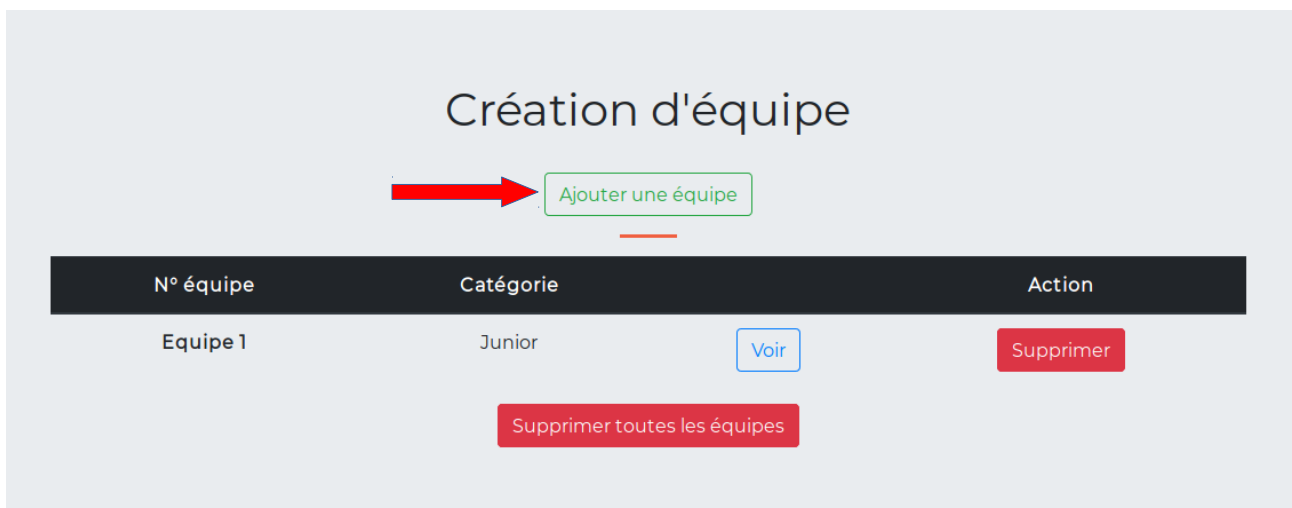 Création d'équipe
Ajouter une équipe
N° équipe Catégorie Action
Equipe 1 Junior Voir Supprimer
Supprimer toutes les équipes